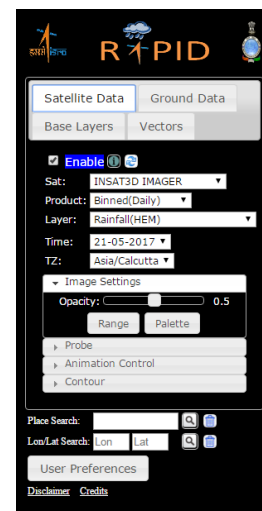 इसरो isro
RAPID
Satellite Data Ground Data
Base Layers Vectors
Enable
Sat: INSAT3D IMAGER
Product: Binned(Daily)
Layer: Rainfall(HEM)
Time: 21-05-2017
TZ: Asia/Calcutta
Image Settings
Opacity: 0.5
Range Palette
Probe
Animation Control
Contour
Place Search:
Lon/Lat Search: Lon Lat
User Preferences
Disclaimer Credits